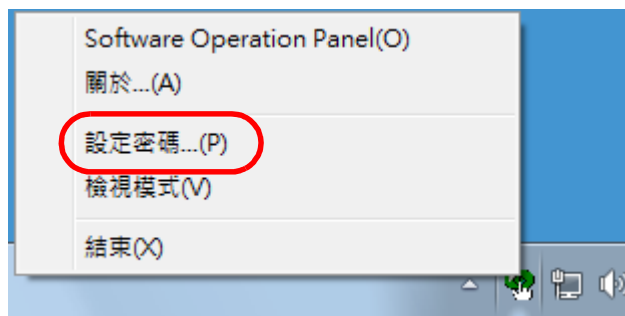 Software Operation Panel(O)
關於...(A)
設定密碼...(P)
檢視模式(V)
結束(X)